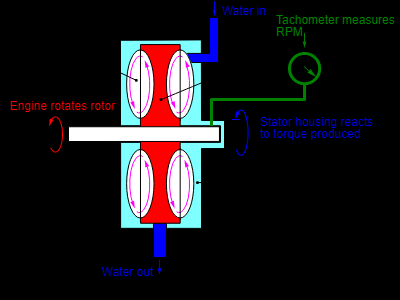 Water in
Tachometer measures
RPM
Engine rotates rotor
Stator housing reacts
to torque produced
Water out